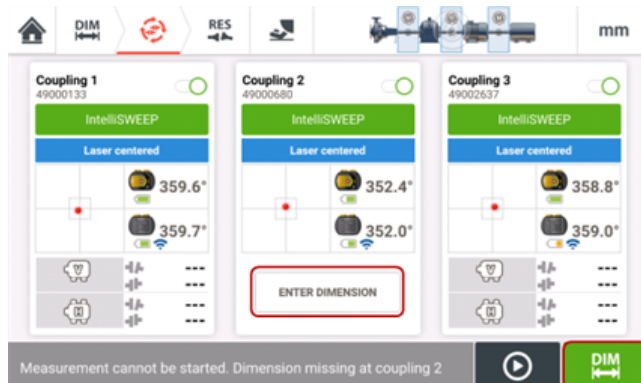 DIM
RES
mm
Coupling 1
49000133
IntelliSWEEP
Laser centered
359.6°
359.7°
V
---
---
H
---
---
Coupling 2
49000680
IntelliSWEEP
Laser centered
352.4°
352.0°
ENTER DIMENSION
Coupling 3
49002637
IntelliSWEEP
Laser centered
358.8°
359.0°
V
---
---
H
---
---
Measurement cannot be started. Dimension missing at coupling 2
DIM